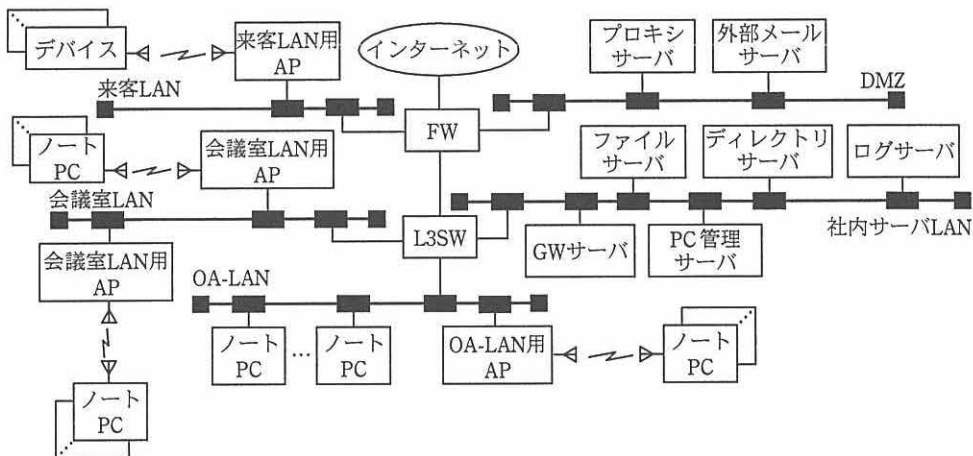 デバイス
来客LAN用
AP
インターネット
プロキシ
サーバ
外部メール
サーバ
来客LAN
DMZ
FW
ノート
PC
会議室LAN用
AP
ファイル
サーバ
ディレクトリ
サーバ
ログサーバ
会議室LAN
L3SW
社内サーバLAN
会議室LAN用
AP
GWサーバ
PC管理
サーバ
OA-LAN
ノート
PC
…
ノート
PC
OA-LAN用
AP
ノート
PC
ノート
PC